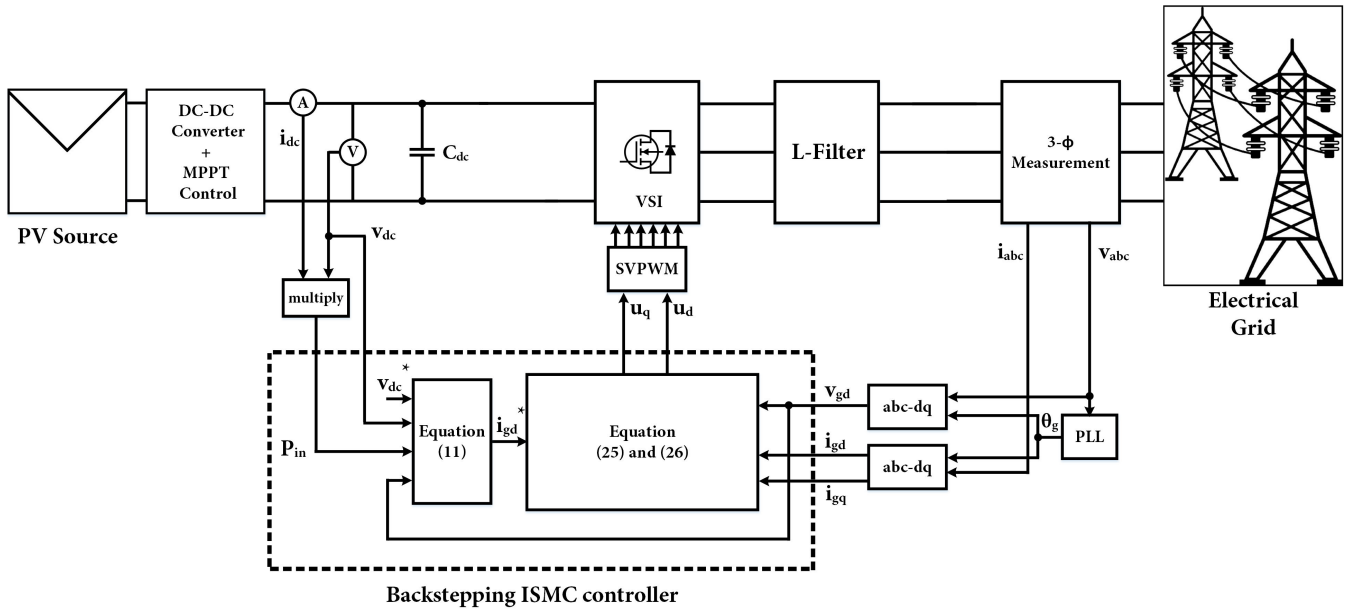 PV Source
DC-DC
Converter
+
MPPT
Control
A
idc
V
vdc
Cdc
VSI
L-Filter
3-ϕ
Measurement
iabc
vabc
Electrical
Grid
SVPWM
uq
ud
multiply
Pin
vdc*
Equation
(11)
igd*
Equation
(25) and (26)
vgd
igd
igq
abc-dq
abc-dq
θg
PLL
Backstepping ISMC controller